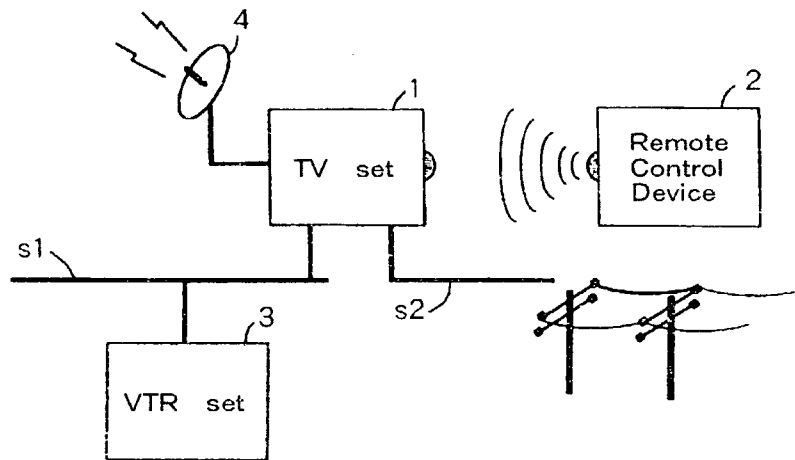 4
1
TV set
2
Remote
Control
Device
s1
s2
3
VTR set